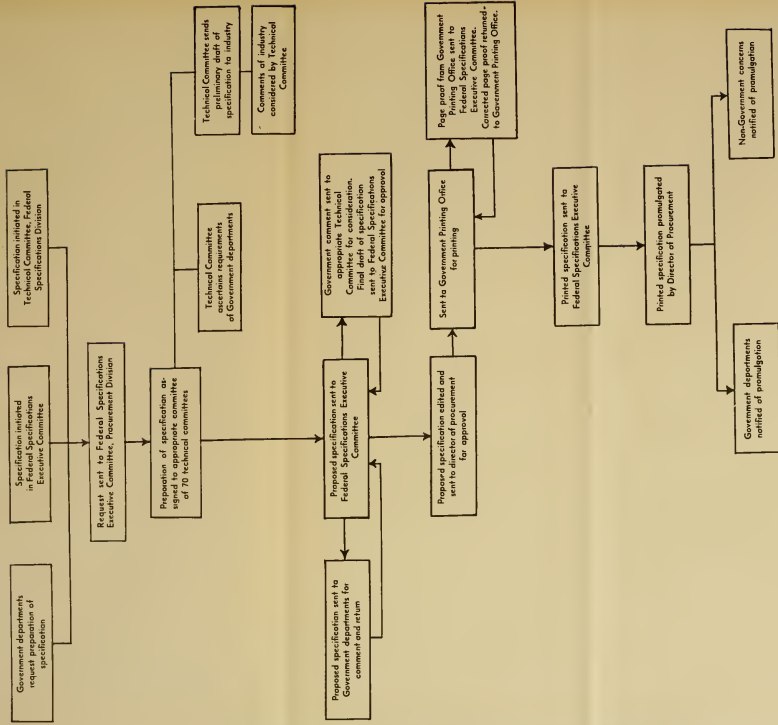 Government departments
request preparation of
specification
Specification initiated
in Federal Specifications
Executive Committee
Specification initiated in
Technical Committee, Federal
Specifications Division
Request sent to Federal Specifications
Executive Committee, Procurement Division
Preparation of specification as-
signed to appropriate committee
of 70 technical committees
Technical Committee
ascertains requirements
of Government departments
Technical Committee sends
preliminary draft of
specification to industry
Comments of industry
considered by Technical
Committee
Proposed specification sent to
Government departments for
comment and return
Proposed specification sent to
Federal Specifications Executive
Committee
Government comment sent to
appropriate Technical
Committee for consideration.
Final draft of specification
sent to Federal Specifications
Executive Committee for approval
Proposed specification edited and
sent to director of procurement
for approval
Sent to Government Printing Office
for printing
Page proof from Government
Printing Office sent to
Federal Specifications
Executive Committee.
Corrected page proof returned
to Government Printing Office.
Printed specification sent to
Federal Specifications Executive
Committee
Printed specification promulgated
by Director of Procurement
Government departments
notified of promulgation
Non-Government concerns
notified of promulgation